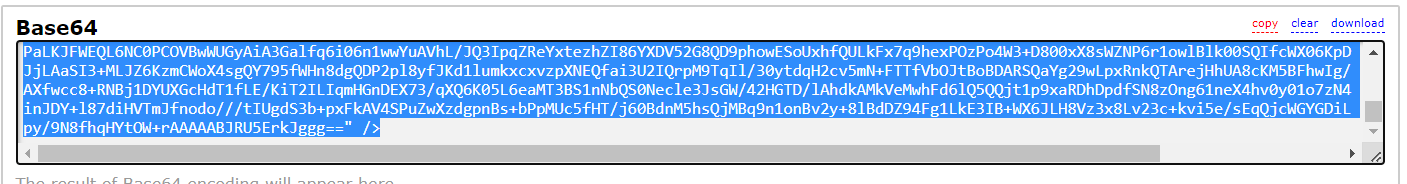 Base64
copy clear download
PaLKJFWEQL6NC0PCOVBwWUGyAiA3Galfq6i06n1wwYuAVhL/JQ3IpqZReYxtezhZI86YXDV52G8QD9phowESoUxhfQULkFx7q9hexPOzPo4W3+D800xX8sWZNP6r1owlBlk00SQIfcWX06KpD
JjLAaSI3+MLJZ6KzmCWoX4sgQY795fWHn8dgQDP2pl8yfJKd1lumkxcxvzpXNEQfai3U2IQrpM9TqIl/30ytdqH2cv5mN+FTTfVbOJtBoBDARSQaYg29wLpxRnkQTArejHhUA8cKM5BFhwIg/
AXfwcc8+RNBj1DYUXGcHdT1fLE/KiT2ILIqmHGnDEX73/qXQ6K05L6eaMT3BS1nNbQS0Necle3JsGW/42HGTD/lAhdkAMkVeMwhFd6lQ5QQjt1p9xaRDhDpdfSN8zOng61neX4hv0y01o7zN4
inJDY+l87diHVTmJfnodo///tIUgdS3b+pxFkAV4SPuZwXzdgpnBs+bPpMUc5fHT/j60BdnM5hsQjMBq9n1onBv2y+8lBdDZ94Fg1LkE3IB+WX6JLH8Vz3x8Lv23c+kvi5e/sEqQjcWGYGDiL
py/9N8fhqHYtOW+rAAAAABJRU5ErkJggg==" />
The result of Base64 encoding will appear here